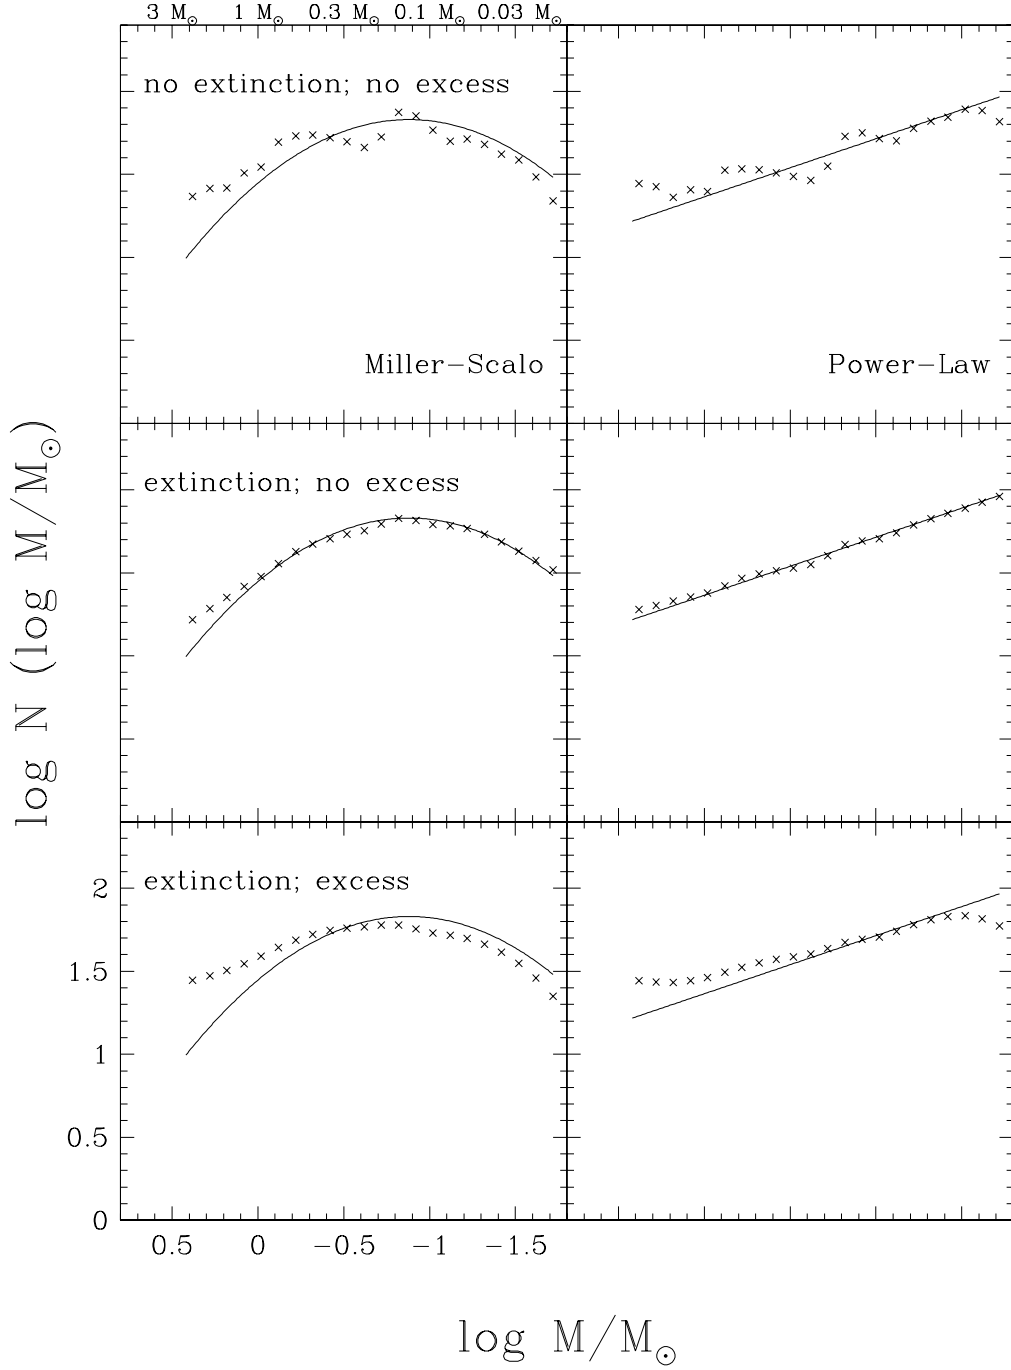 3 M☉ 1 M☉ 0.3 M☉ 0.1 M☉ 0.03 M☉
no extinction; no excess
Miller−Scalo
Power−Law
extinction; no excess
log N (log M/M☉)
extinction; excess
2
1.5
1
0.5
0
0.5 0 −0.5 −1 −1.5
log M/M☉